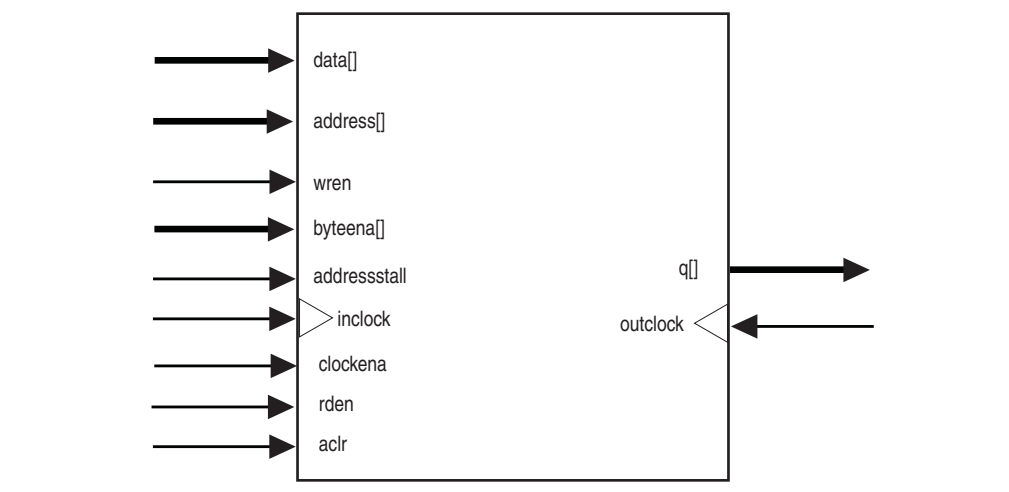 data[]
address[]
wren
byteena[]
addressstall
inclock
clockena
rden
aclr
q[]
outclock